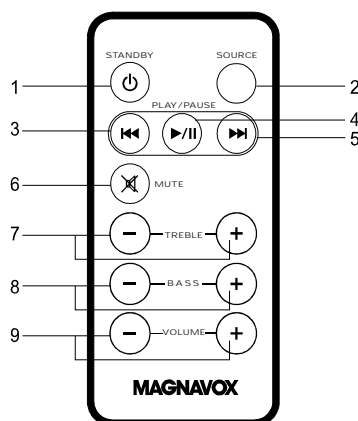 STANDBY SOURCE
1 2
PLAY/PAUSE
3 4
5
6 MUTE
7 TREBLE
8 BASS
9 VOLUME
MAGNAVOX